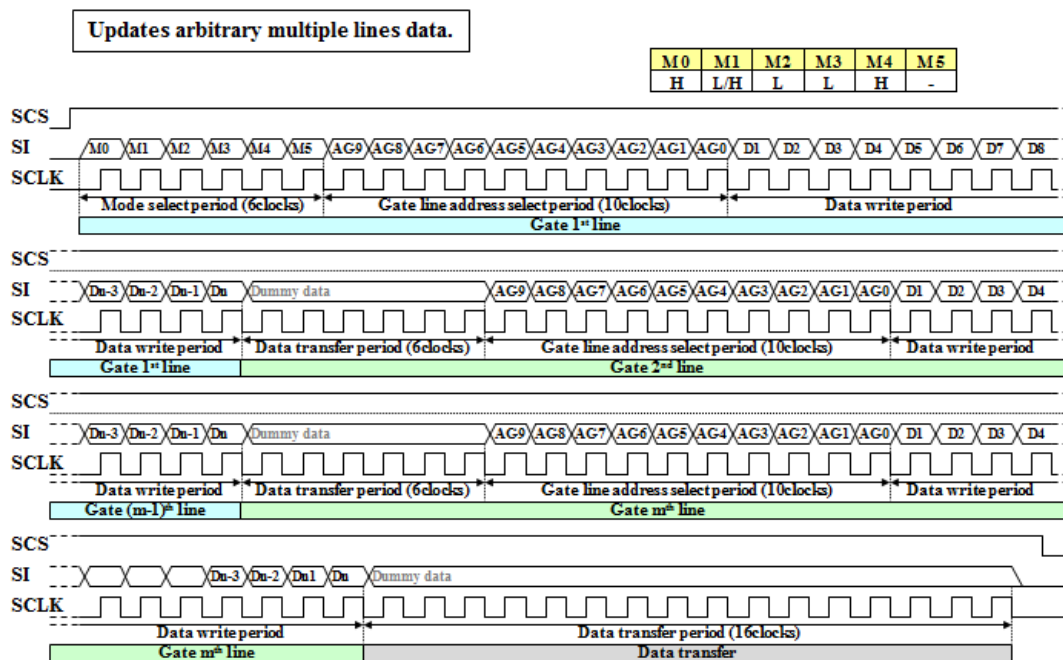 Updates arbitrary multiple lines data.
M0 M1 M2 M3 M4 M5
H L/H L L H -
SCS
SI M0 M1 M2 M3 M4 M5 AG9 AG8 AG7 AG6 AG5 AG4 AG3 AG2 AG1 AG0 D1 D2 D3 D4 D5 D6 D7 D8
SCLK
Mode select period (6clocks) Gate line address select period (10clocks) Data write period
Gate 1st line
SCS
SI Dn-3 Dn-2 Dn-1 Dn Dummy data AG9 AG8 AG7 AG6 AG5 AG4 AG3 AG2 AG1 AG0 D1 D2 D3 D4
SCLK
Data write period Data transfer period (6clocks) Gate line address select period (10clocks) Data write period
Gate 1st line Gate 2nd line
SCS
SI Dn-3 Dn-2 Dn-1 Dn Dummy data AG9 AG8 AG7 AG6 AG5 AG4 AG3 AG2 AG1 AG0 D1 D2 D3 D4
SCLK
Data write period Data transfer period (6clocks) Gate line address select period (10clocks) Data write period
Gate (m-1)th line Gate mth line
SCS
SI Dn-3 Dn-2 Dn1 Dn Dummy data
SCLK
Data write period Data transfer period (16clocks)
Gate mth line Data transfer